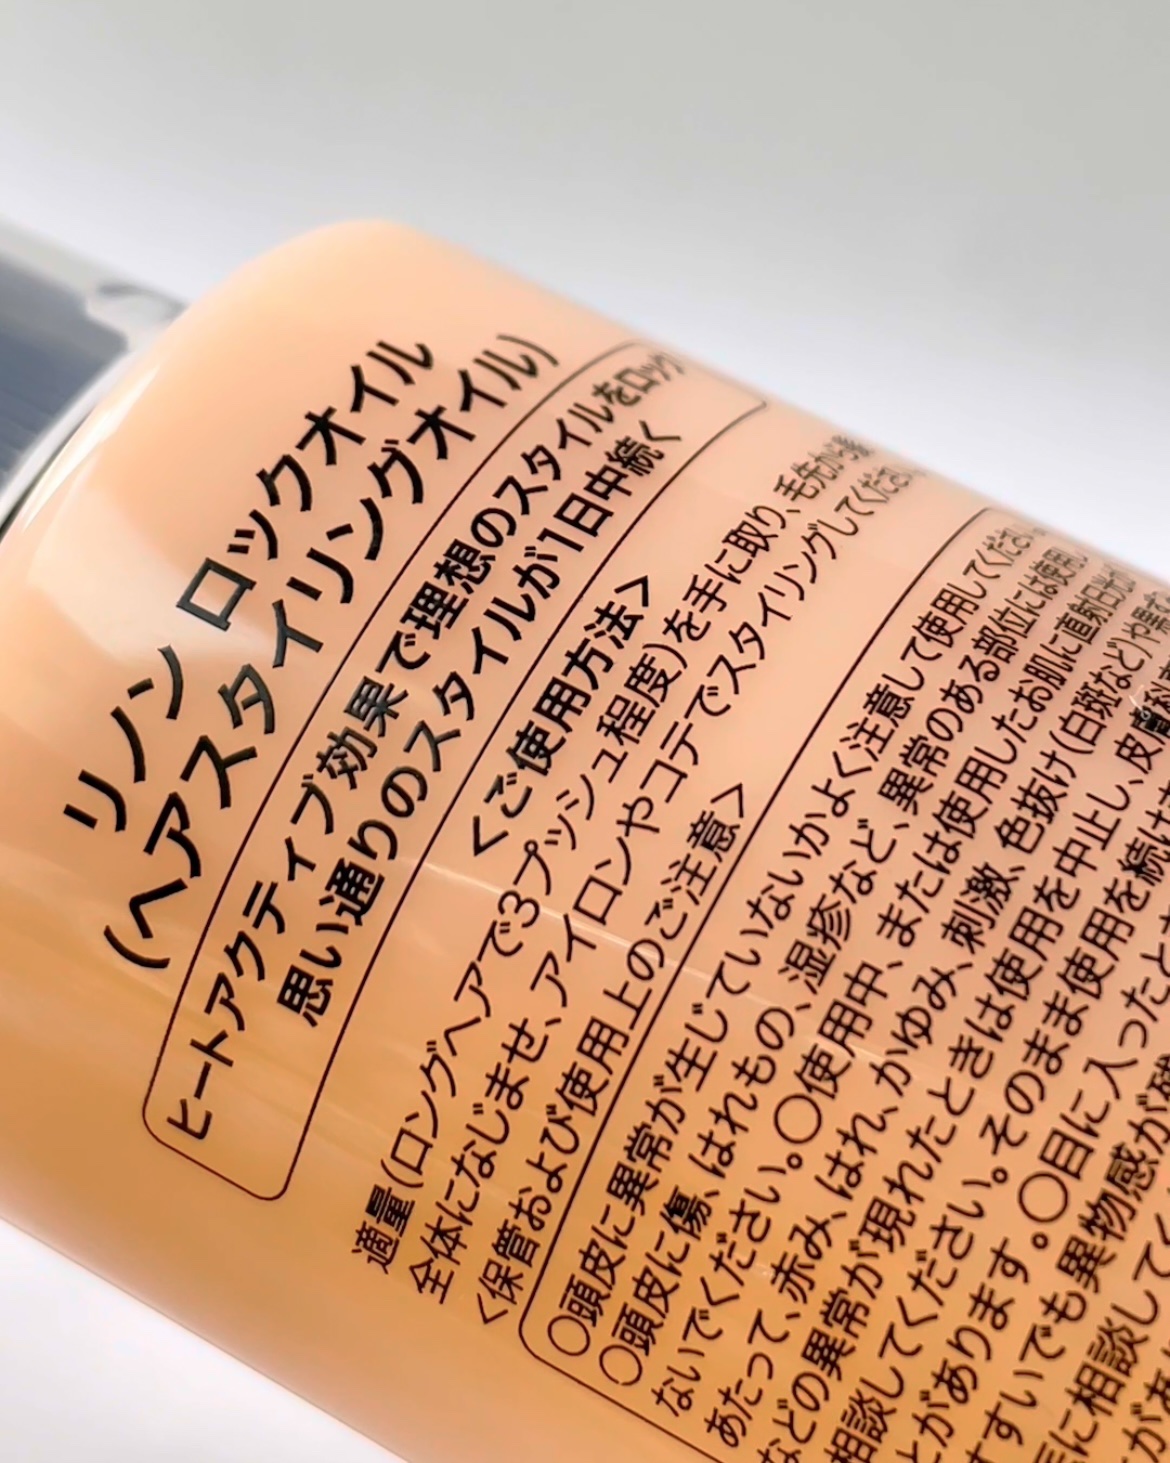 リノン ロックオイル
(ヘアスタイリングオイル)
ヒートアクティブ効果で理想のスタイルをロック
思い通りのスタイルが1日中続く
＜ご使用方法＞
適量(ロングヘアで3プッシュ程度)を手に取り、毛先から
全体になじませ、アイロンやコテでスタイリングしてください
＜保管および使用上のご注意＞
○頭皮に異常が生じていないかよく注意して使用してください
○頭皮に傷、はれもの、湿疹など、異常のある部位には使用し
ないでください。○使用中、または使用したお肌に直射日光が
あたって、赤み、はれ、かゆみ、刺激、色抜け(白斑など)や
などの異常が現れたときは使用を中止し、皮膚科
相談してください。そのまま使用を続け
とがあります。○目に入ったと
すすいでも異物感が残
に相談して
があ